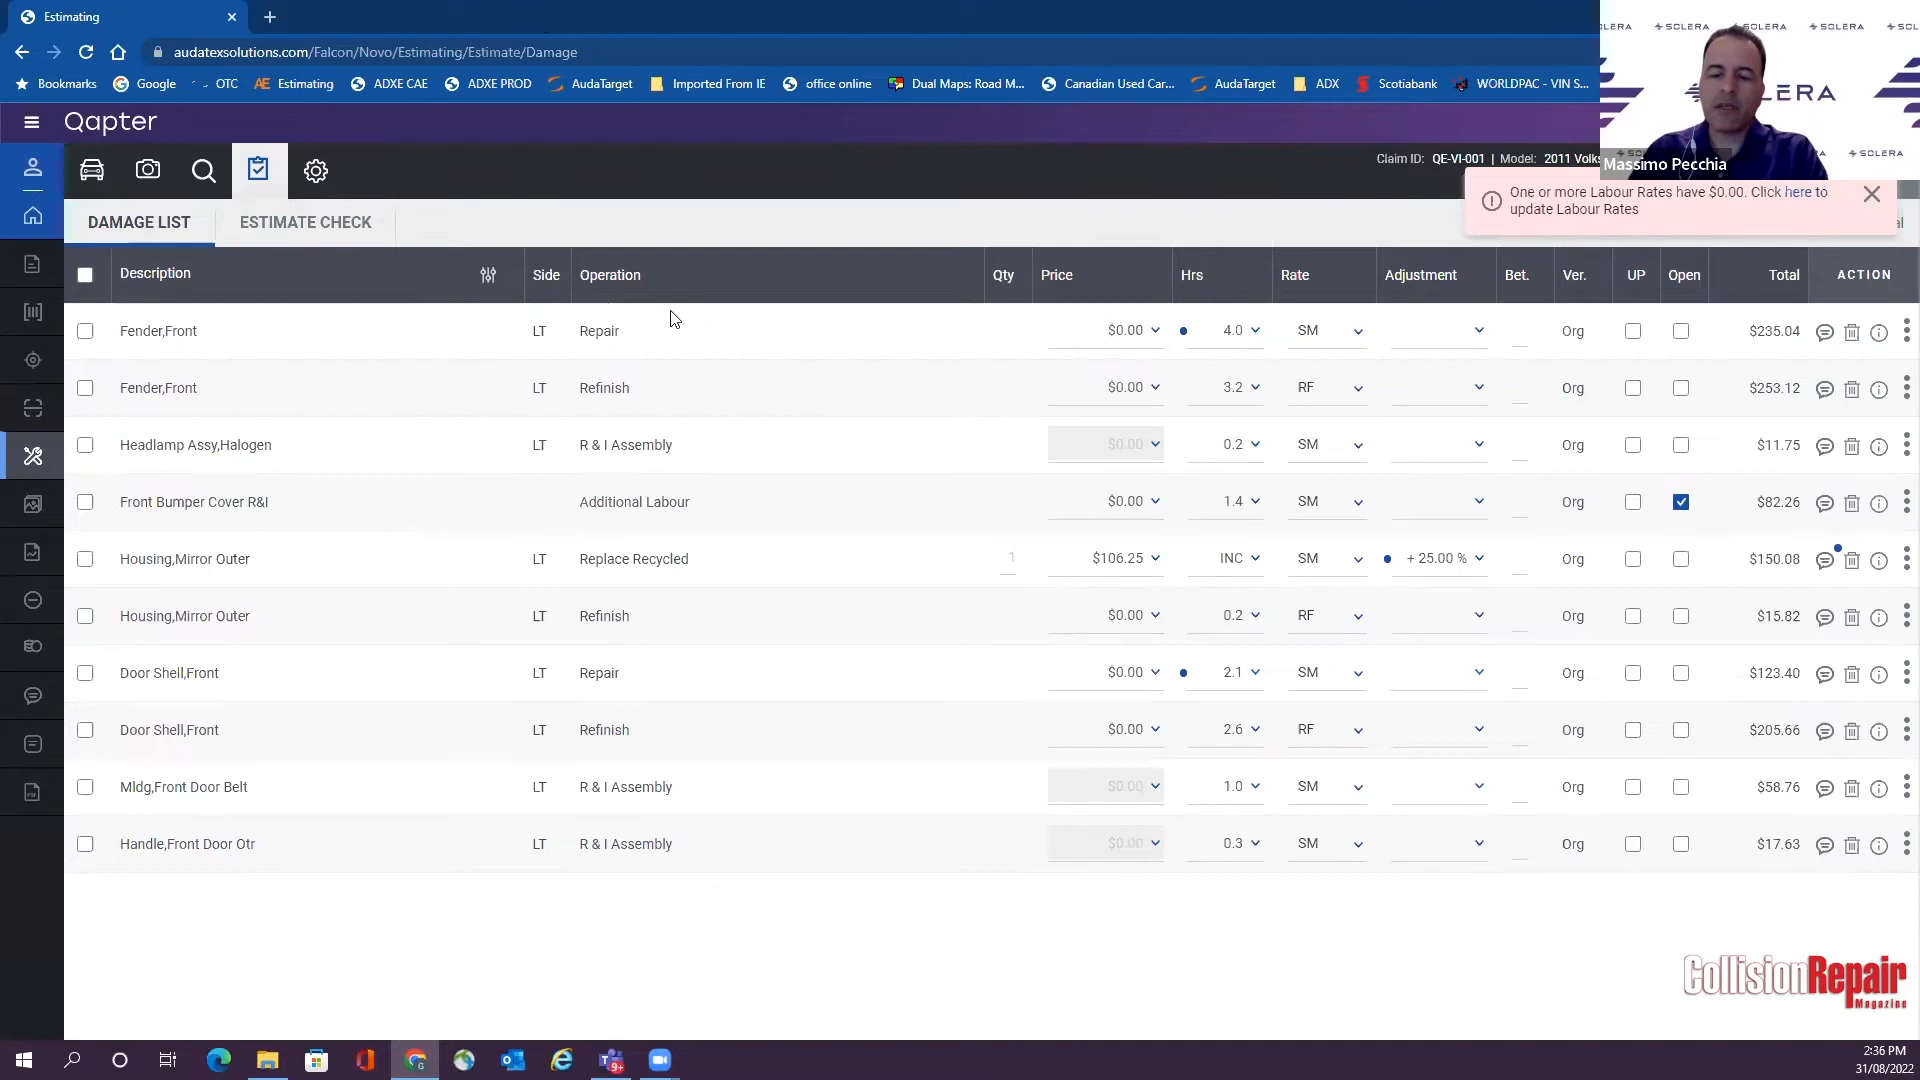 Estimating
audatexsolutions.com/Falcon/Novo/Estimating/Estimate/Damage
Bookmarks Google OTC AE Estimating ADXE CAE ADXE PROD AudaTarget Imported From IE office online Dual Maps: Road M... Canadian Used Car... AudaTarget ADX Scotiabank WORLDPAC - VIN S...
SOLERA SOLERA SOLERA
LERA
SOLERA
Massimo Pecchia
Qapter
Claim ID: QE-VI-001 | Model: 2011 Volks
One or more Labour Rates have $0.00. Click here to
update Labour Rates
DAMAGE LIST ESTIMATE CHECK
Description Side Operation Qty Price Hrs Rate Adjustment Bet. Ver. UP Open Total ACTION
Fender,Front LT Repair $0.00 4.0 SM Org $235.04
Fender,Front LT Refinish $0.00 3.2 RF Org $253.12
Headlamp Assy,Halogen LT R & I Assembly $0.00 0.2 SM Org $11.75
Front Bumper Cover R&I Additional Labour $0.00 1.4 SM Org $82.26
Housing,Mirror Outer LT Replace Recycled 1 $106.25 INC SM + 25.00 % Org $150.08
Housing,Mirror Outer LT Refinish $0.00 0.2 RF Org $15.82
Door Shell,Front LT Repair $0.00 2.1 SM Org $123.40
Door Shell,Front LT Refinish $0.00 2.6 RF Org $205.66
Mldg,Front Door Belt LT R & I Assembly $0.00 1.0 SM Org $58.76
Handle,Front Door Otr LT R & I Assembly $0.00 0.3 SM Org $17.63
CollisionRepair
Magazine
9+
2:36 PM
31/08/2022